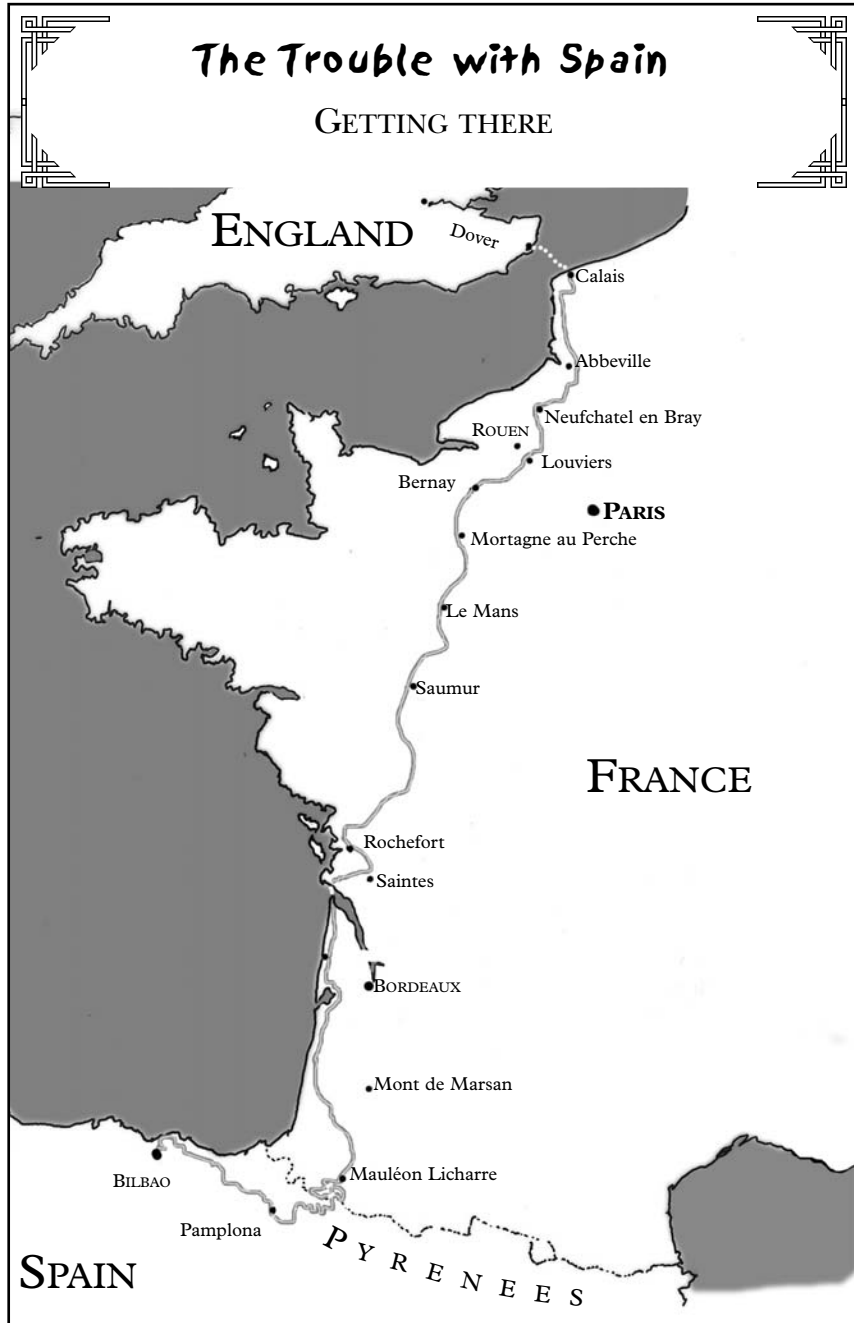 The Trouble with Spain
GETTING THERE
ENGLAND
Dover
Calais
Abbeville
Neufchatel en Bray
ROUEN
Louviers
Bernay
PARIS
Mortagne au Perche
Le Mans
Saumur
FRANCE
Rochefort
Saintes
BORDEAUX
Mont de Marsan
Mauléon Licharre
BILBAO
Pamplona
PYRENEES
SPAIN